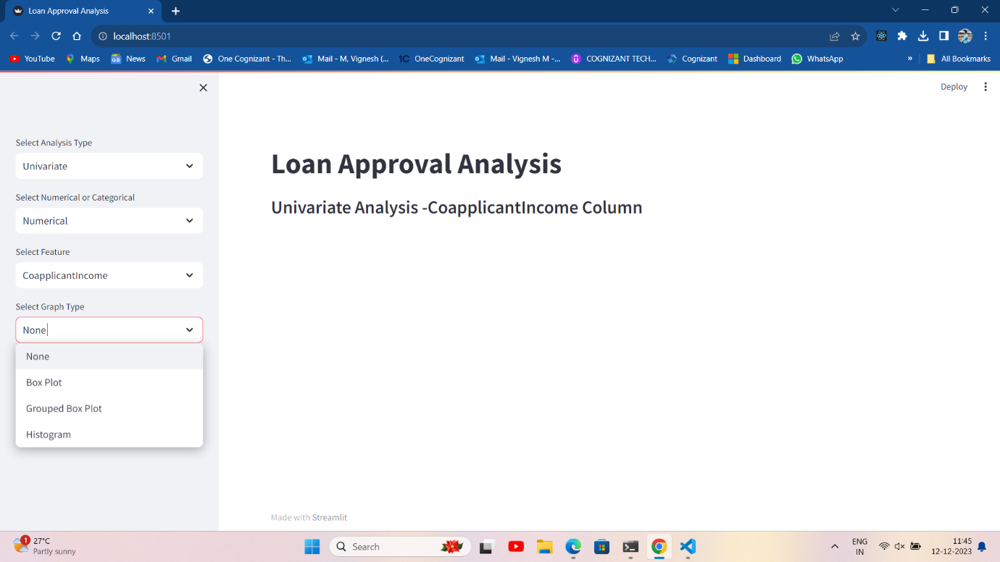 Loan Approval Analysis
localhost:8501
YouTube
Maps
News
Gmail
One Cognizant - Th...
Mail - M, Vignesh (...
1C OneCognizant
Mail - Vignesh M -...
COGNIZANT TECH...
Cognizant
Dashboard
WhatsApp
»
All Bookmarks
Deploy
Select Analysis Type
Univariate
Select Numerical or Categorical
Numerical
Select Feature
CoapplicantIncome
Select Graph Type
None
None
Box Plot
Grouped Box Plot
Histogram
Loan Approval Analysis
Univariate Analysis -CoapplicantIncome Column
Made with Streamlit
1
27°C
Partly sunny
Search
ENG
IN
11:45
12-12-2023